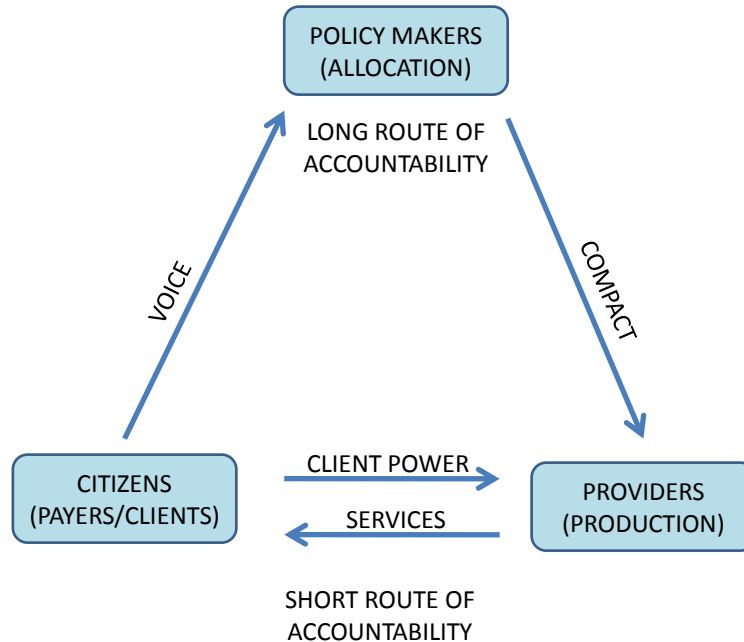 POLICY MAKERS
(ALLOCATION)
LONG ROUTE OF
ACCOUNTABILITY
VOICE
COMPACT
CITIZENS
(PAYERS/CLIENTS)
CLIENT POWER
SERVICES
PROVIDERS
(PRODUCTION)
SHORT ROUTE OF
ACCOUNTABILITY